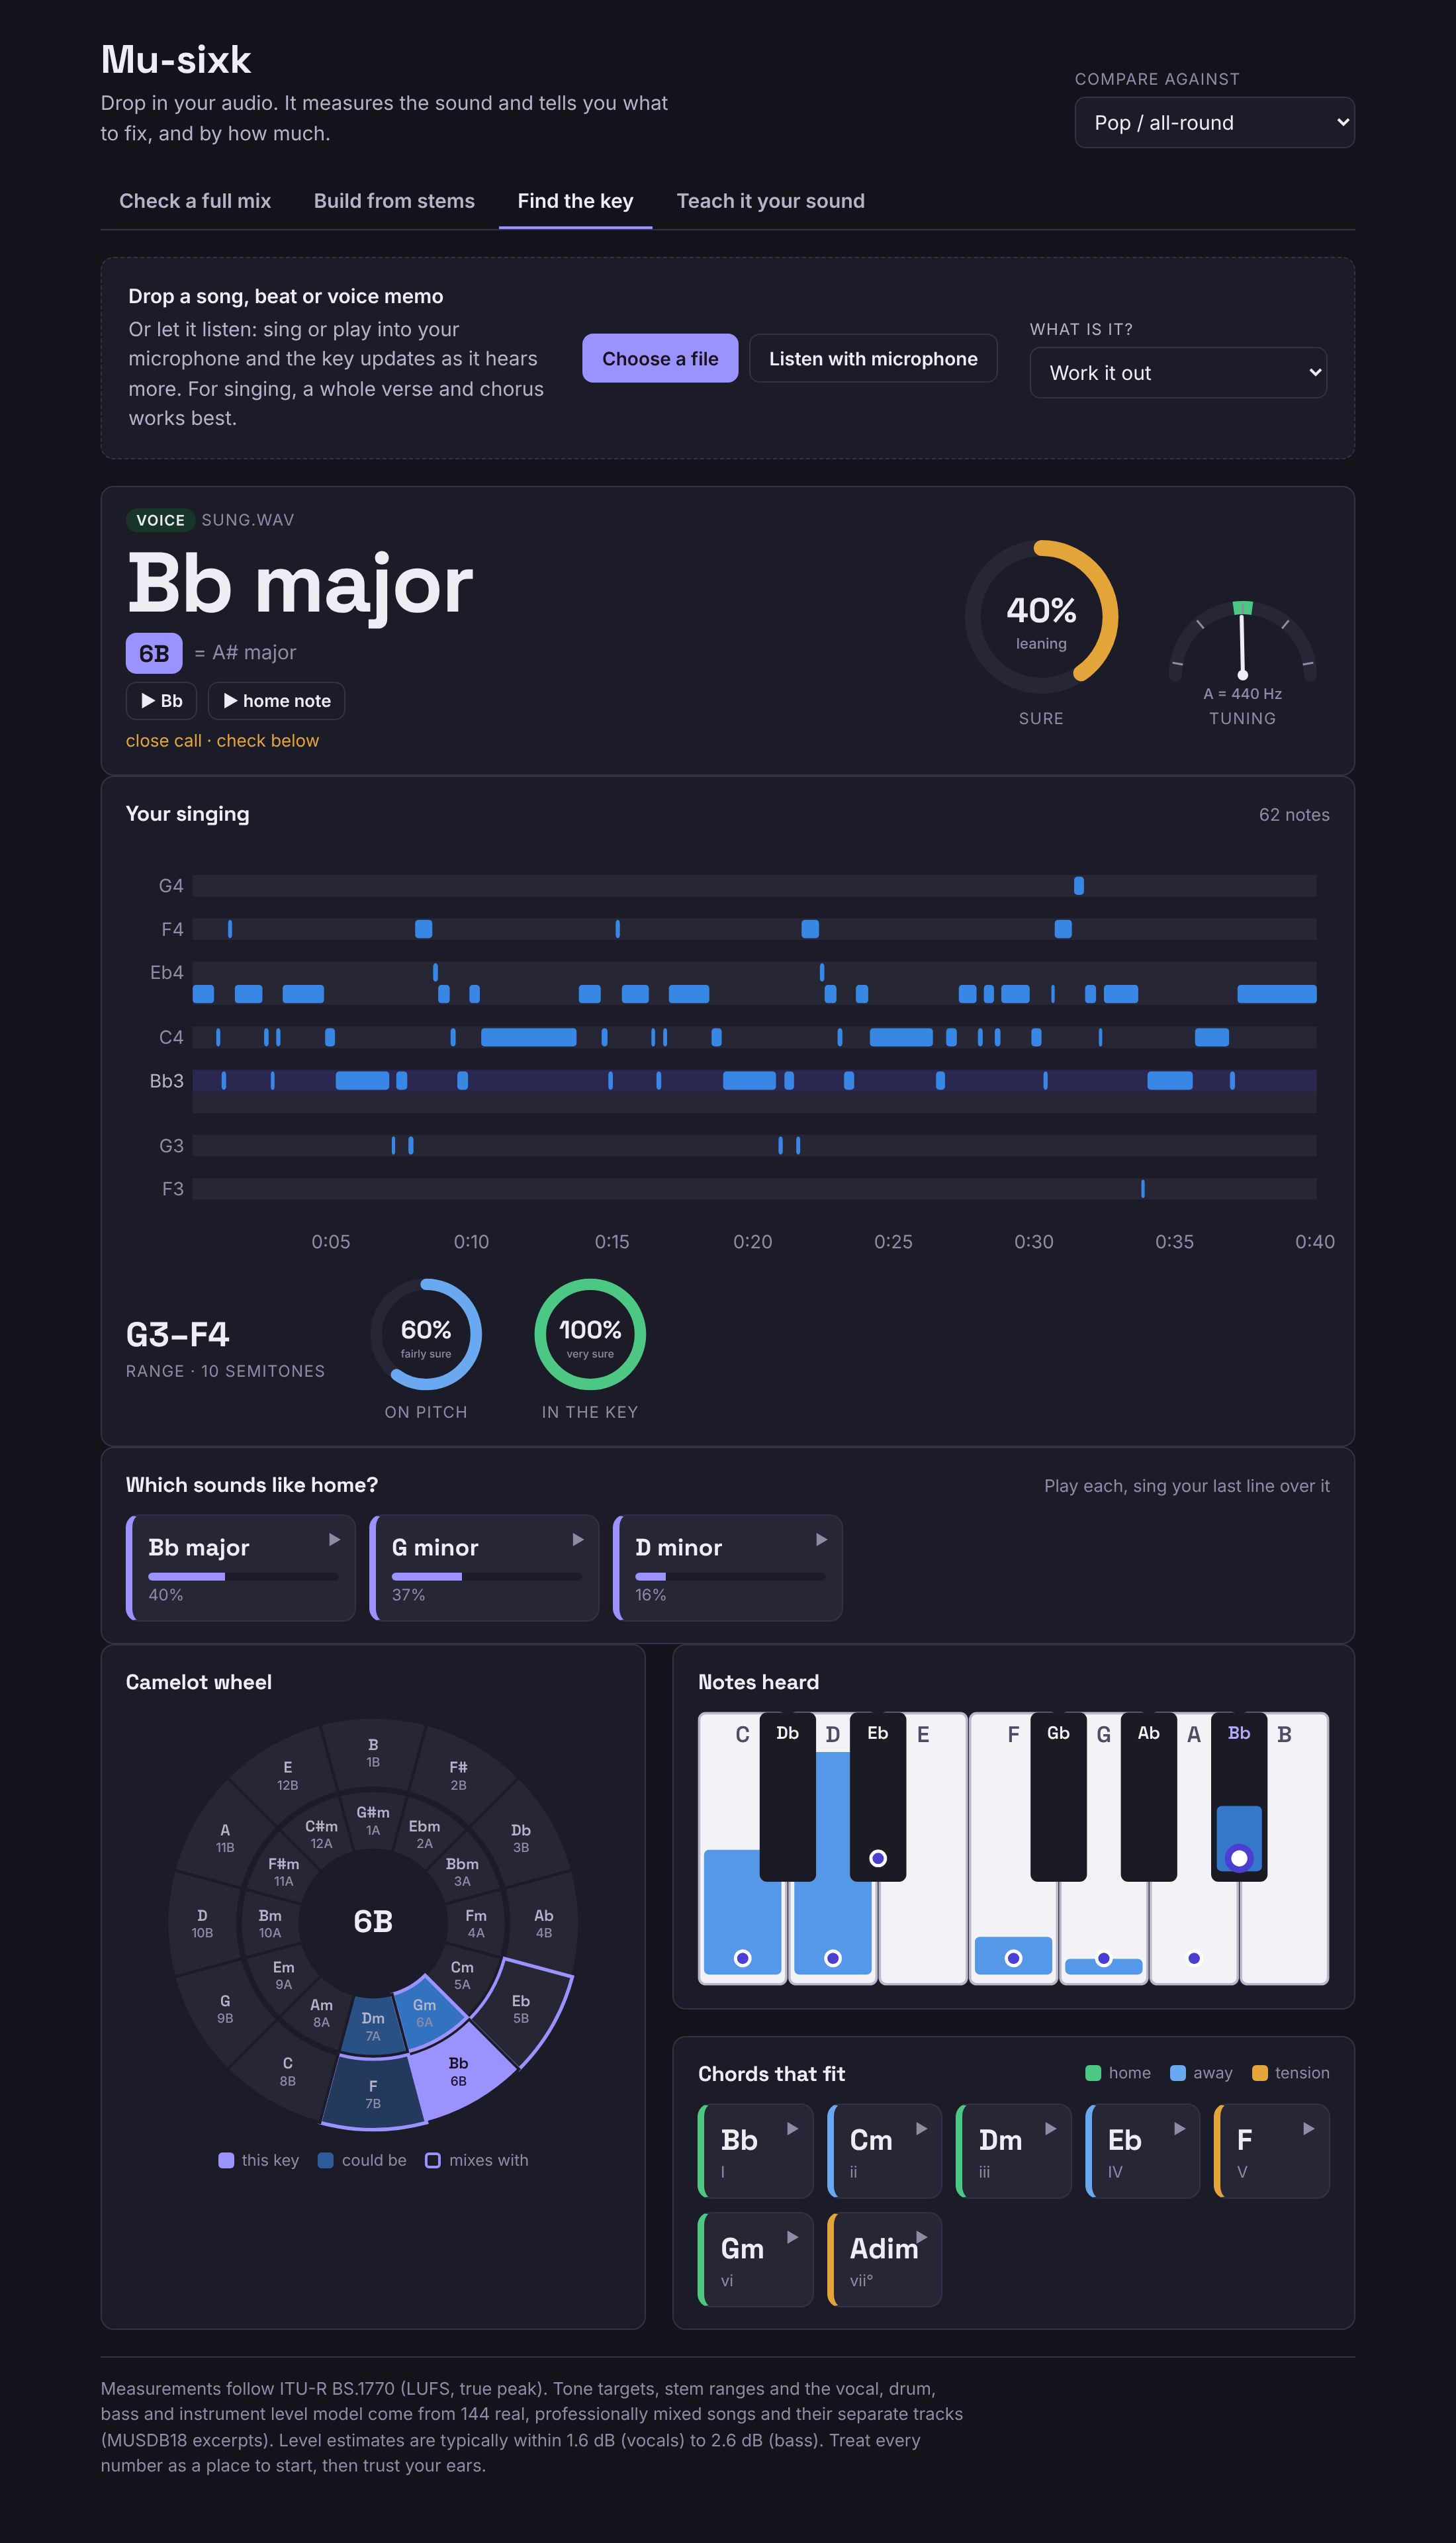 Mu-sixk
Drop in your audio. It measures the sound and tells you what
to fix, and by how much.
COMPARE AGAINST
Pop / all-round
Check a full mix
Build from stems
Find the key
Teach it your sound
Drop a song, beat or voice memo
Or let it listen: sing or play into your
microphone and the key updates as it hears
more. For singing, a whole verse and chorus
works best.
Choose a file
Listen with microphone
WHAT IS IT?
Work it out
VOICE SUNG.WAV
Bb major
6B = A# major
▶ Bb
▶ home note
close call · check below
40%
leaning
SURE
A = 440 Hz
TUNING
Your singing
62 notes
G4
F4
Eb4
C4
Bb3
G3
F3
0:05 0:10 0:15 0:20 0:25 0:30 0:35 0:40
G3–F4
RANGE · 10 SEMITONES
60%
fairly sure
ON PITCH
100%
very sure
IN THE KEY
Which sounds like home?
Play each, sing your last line over it
Bb major
40%
G minor
37%
D minor
16%
Camelot wheel
B
1B
F#
2B
Db
3B
Ab
4B
Eb
5B
Bb
6B
F
7B
C
8B
G
9B
D
10B
A
11B
E
12B
G#m
1A
Ebm
2A
Bbm
3A
Fm
4A
Cm
5A
Gm
6A
Dm
7A
Am
8A
Em
9A
Bm
10A
F#m
11A
C#m
12A
6B
this key
could be
mixes with
Notes heard
C Db D Eb E F Gb G Ab A Bb B
Chords that fit
home
away
tension
Bb
I
Cm
ii
Dm
iii
Eb
IV
F
V
Gm
vi
Adim
vii°
Measurements follow ITU-R BS.1770 (LUFS, true peak). Tone targets, stem ranges and the vocal, drum,
bass and instrument level model come from 144 real, professionally mixed songs and their separate tracks
(MUSDB18 excerpts). Level estimates are typically within 1.6 dB (vocals) to 2.6 dB (bass). Treat every
number as a place to start, then trust your ears.